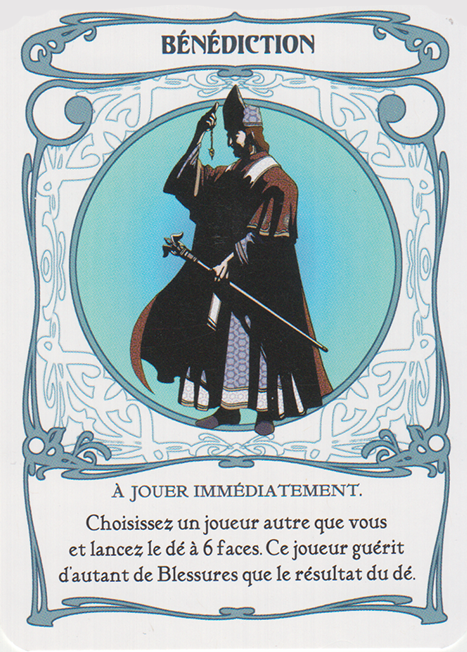 BÉNÉDICTION
À JOUER IMMÉDIATEMENT.
Choisissez un joueur autre que vous
et lancez le dé à 6 faces. Ce joueur guérit
d'autant de Blessures que le résultat du dé.